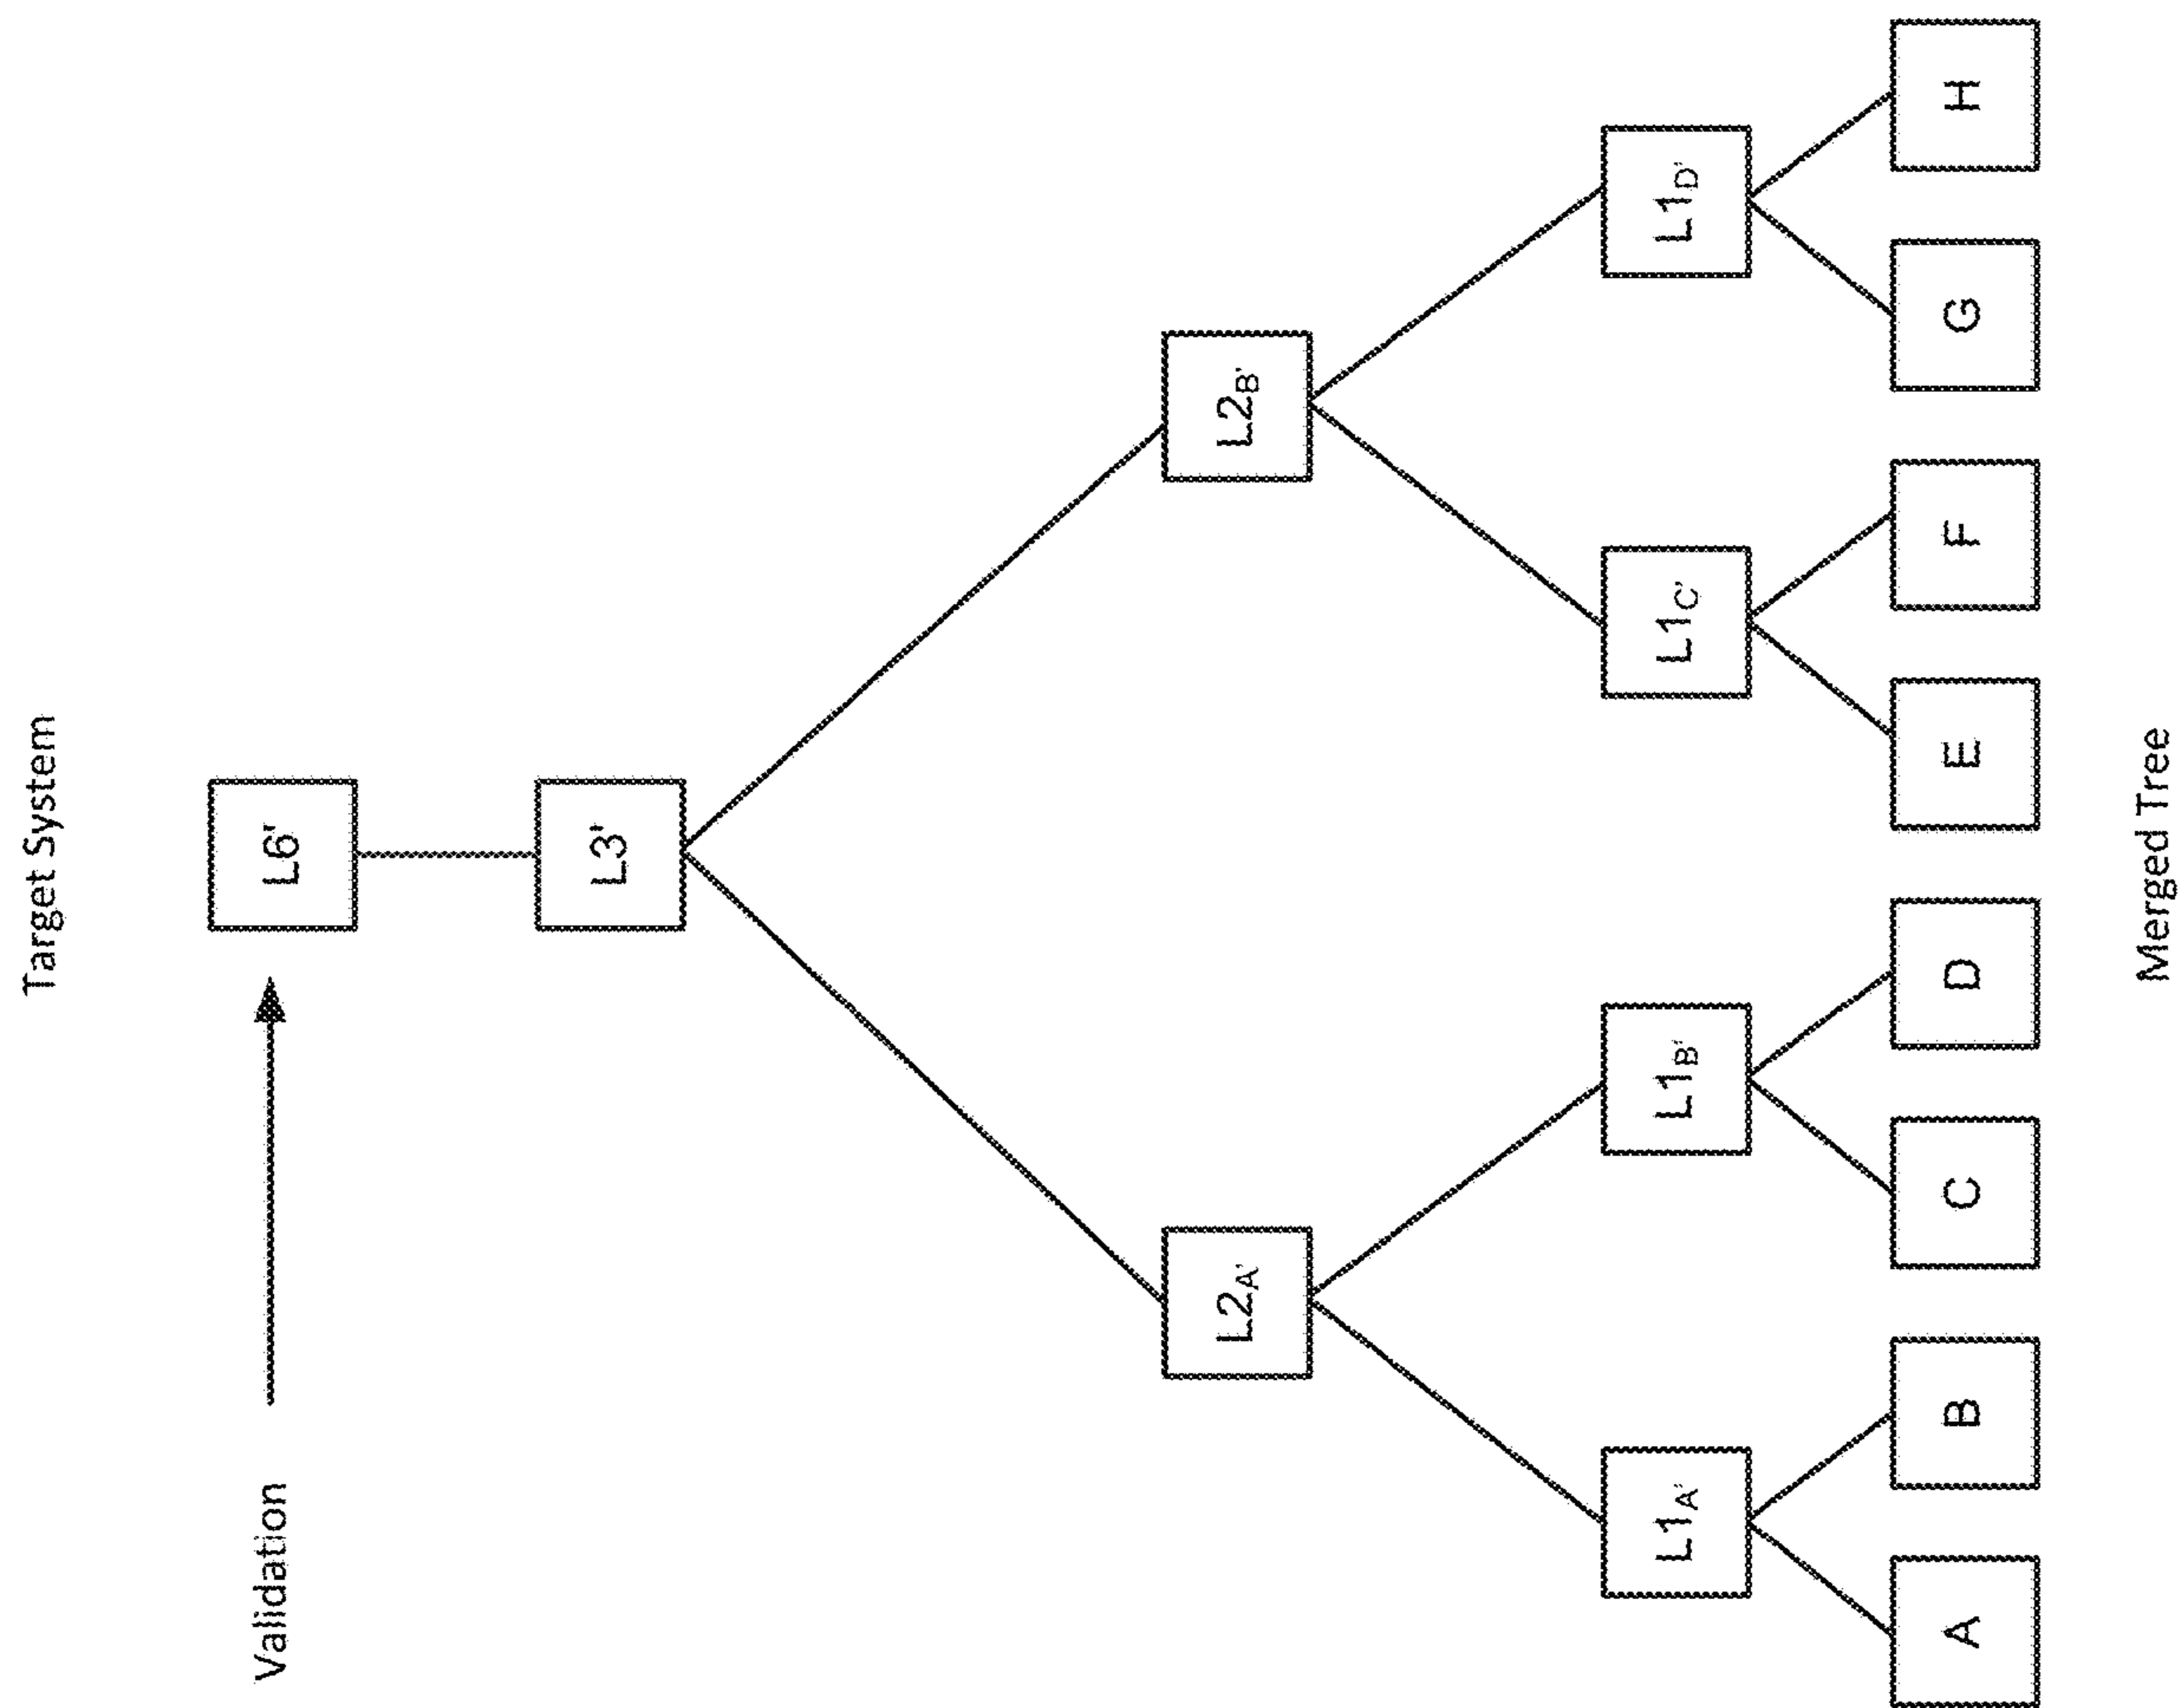 Target System
Validation
L6'
L3'
L2A'
L2B'
L1A'
L1B'
L1C'
L1D'
A
B
C
D
E
F
G
H
Merged Tree